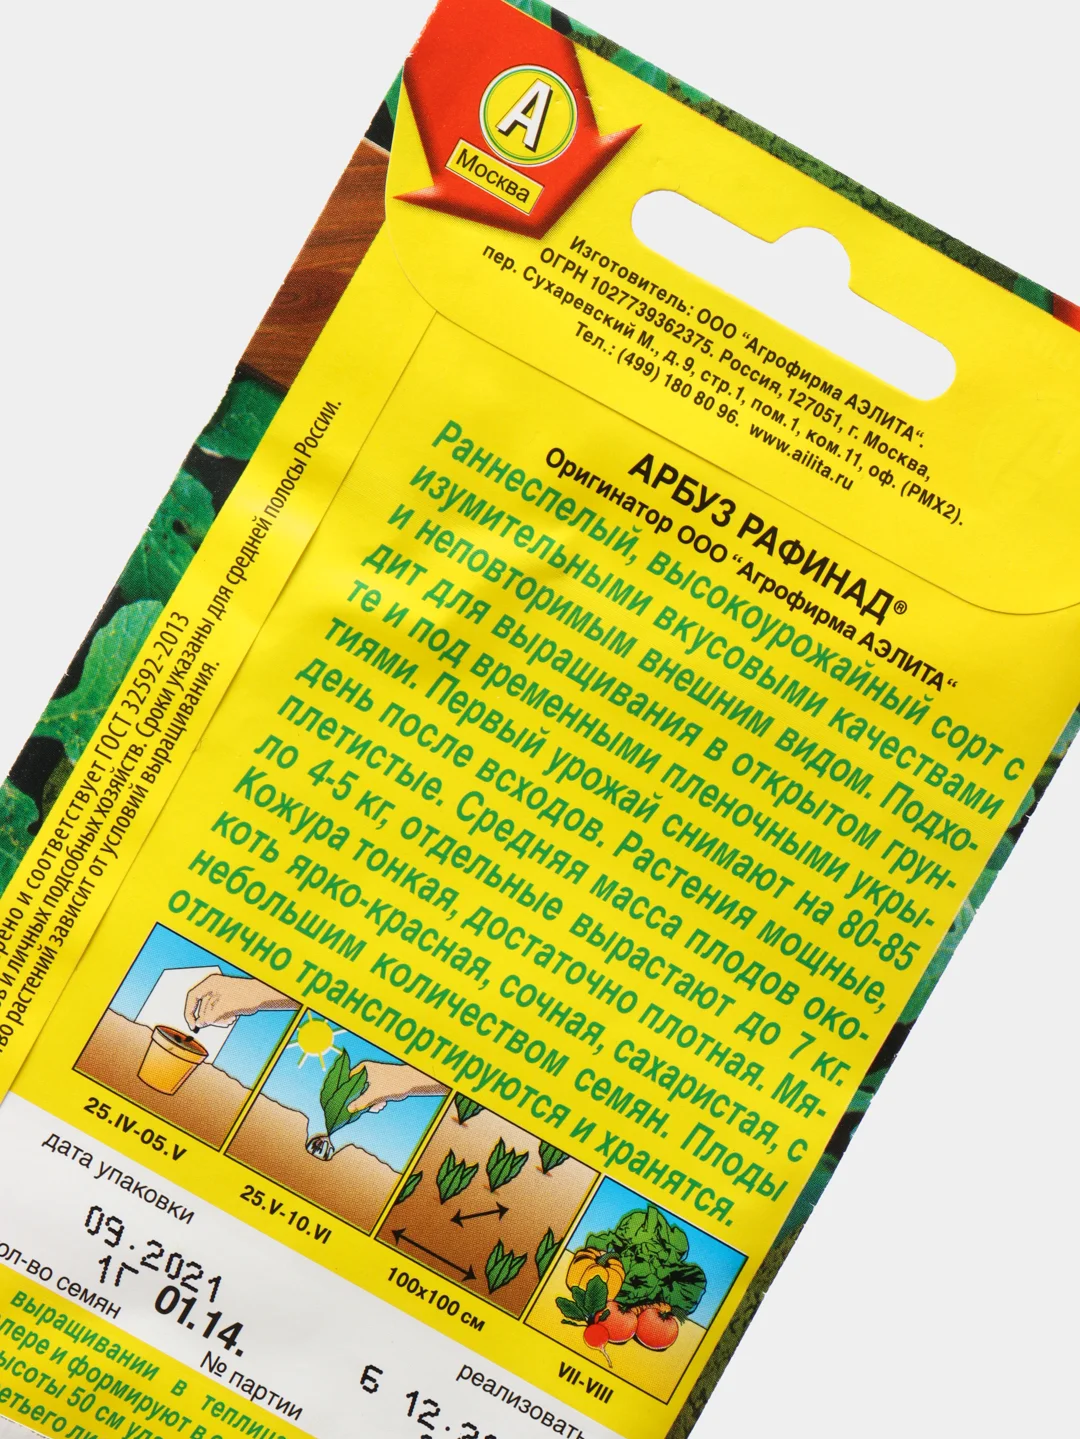 А
Москва
Изготовитель: ООО “Агрофирма АЭЛИТА“.
ОГРН 1027739362375. Россия, 127051, г. Москва,
пер. Сухаревский М., д. 9, стр. 1, пом. 1, ком. 11, оф. (РМХ2).
Тел.: (499) 180 80 96. www.ailita.ru
АРБУЗ РАФИНАД®
Оригинатор ООО “Агрофирма АЭЛИТА“
Раннеспелый, высокоурожайный сорт с
изумительными вкусовыми качествами
и неповторимым внешним видом. Подхо-
дит для выращивания в открытом грун-
те и под временными пленочными укры-
тиями. Первый урожай снимают на 80-85
день после всходов. Растения мощные,
плетистые. Средняя масса плодов око-
ло 4-5 кг, отдельные вырастают до 7 кг.
Кожура тонкая, достаточно плотная. Мя-
коть ярко-красная, сочная, сахаристая, с
небольшим количеством семян. Плоды
отлично транспортируются и хранятся.
и соответствует ГОСТ 32592-2013
и личных подсобных хозяйств. Сроки указаны для средней полосы России.
растений зависит от условий выращивания.
25.IV-05.V
25.V-10.VI
100x100 см
VII-VIII
дата упаковки
09.2021
семян
1Г 01.14.
№ партии
реализовать
6 12.
выращивании в
и формируют в
50 см